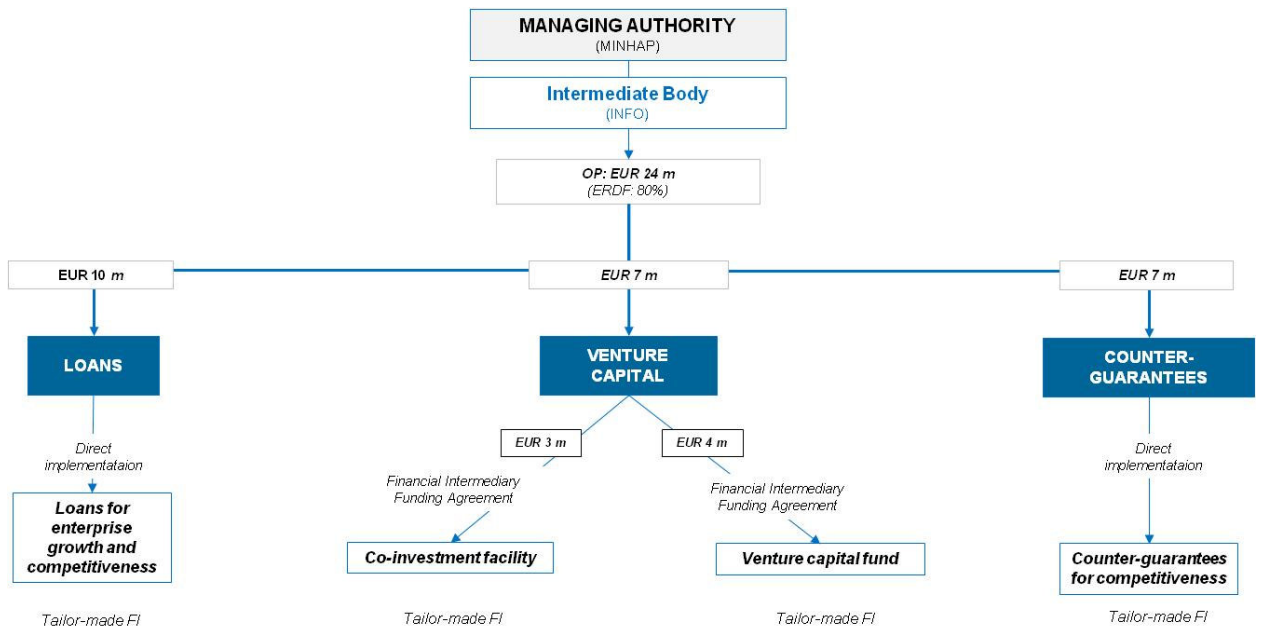 MANAGING AUTHORITY
(MINHAP)
Intermediate Body
(INFO)
OP: EUR 24 m
(ERDF: 80%)
EUR 10 m
EUR 7 m
EUR 7 m
LOANS
VENTURE
CAPITAL
COUNTER-
GUARANTEES
EUR 3 m
EUR 4 m
Direct
implementataion
Financial Intermediary
Funding Agreement
Financial Intermediary
Funding Agreement
Direct
implementataion
Loans for
enterprise
growth and
competitiveness
Co-investment facility
Venture capital fund
Counter-guarantees
for competitiveness
Tailor-made FI
Tailor-made FI
Tailor-made FI
Tailor-made FI